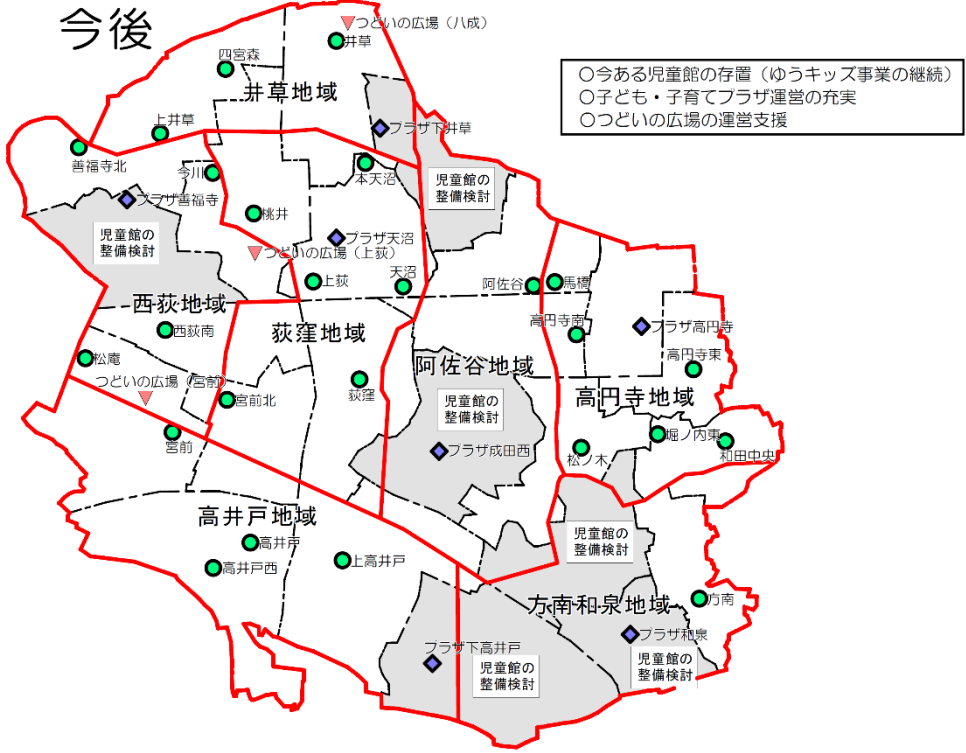 今後
つどいの広場(八成)
井草
四宮森
井草地域
○今ある児童館の存置(ゆうキッズ事業の継続)
○子ども・子育てプラザ運営の充実
○つどいの広場の運営支援
上井草
プラザ下井草
善福寺北
今川
本天沼
児童館の
整備検討
プラザ善福寺
桃井
児童館の
整備検討
プラザ天沼
つどいの広場(上荻)
上荻
天沼
阿佐谷
馬橋
西荻地域
西荻南
荻窪地域
高円寺南
プラザ高円寺
松庵
阿佐谷地域
高円寺東
つどいの広場(宮前)
宮前北
荻窪
児童館の
整備検討
高円寺地域
宮前
プラザ成田西
松ノ木
堀ノ内東
和田中央
高井戸地域
高井戸
高井戸西
上高井戸
児童館の
整備検討
方南和泉地域
方南
プラザ和泉
プラザ下高井戸
児童館の
整備検討
児童館の
整備検討